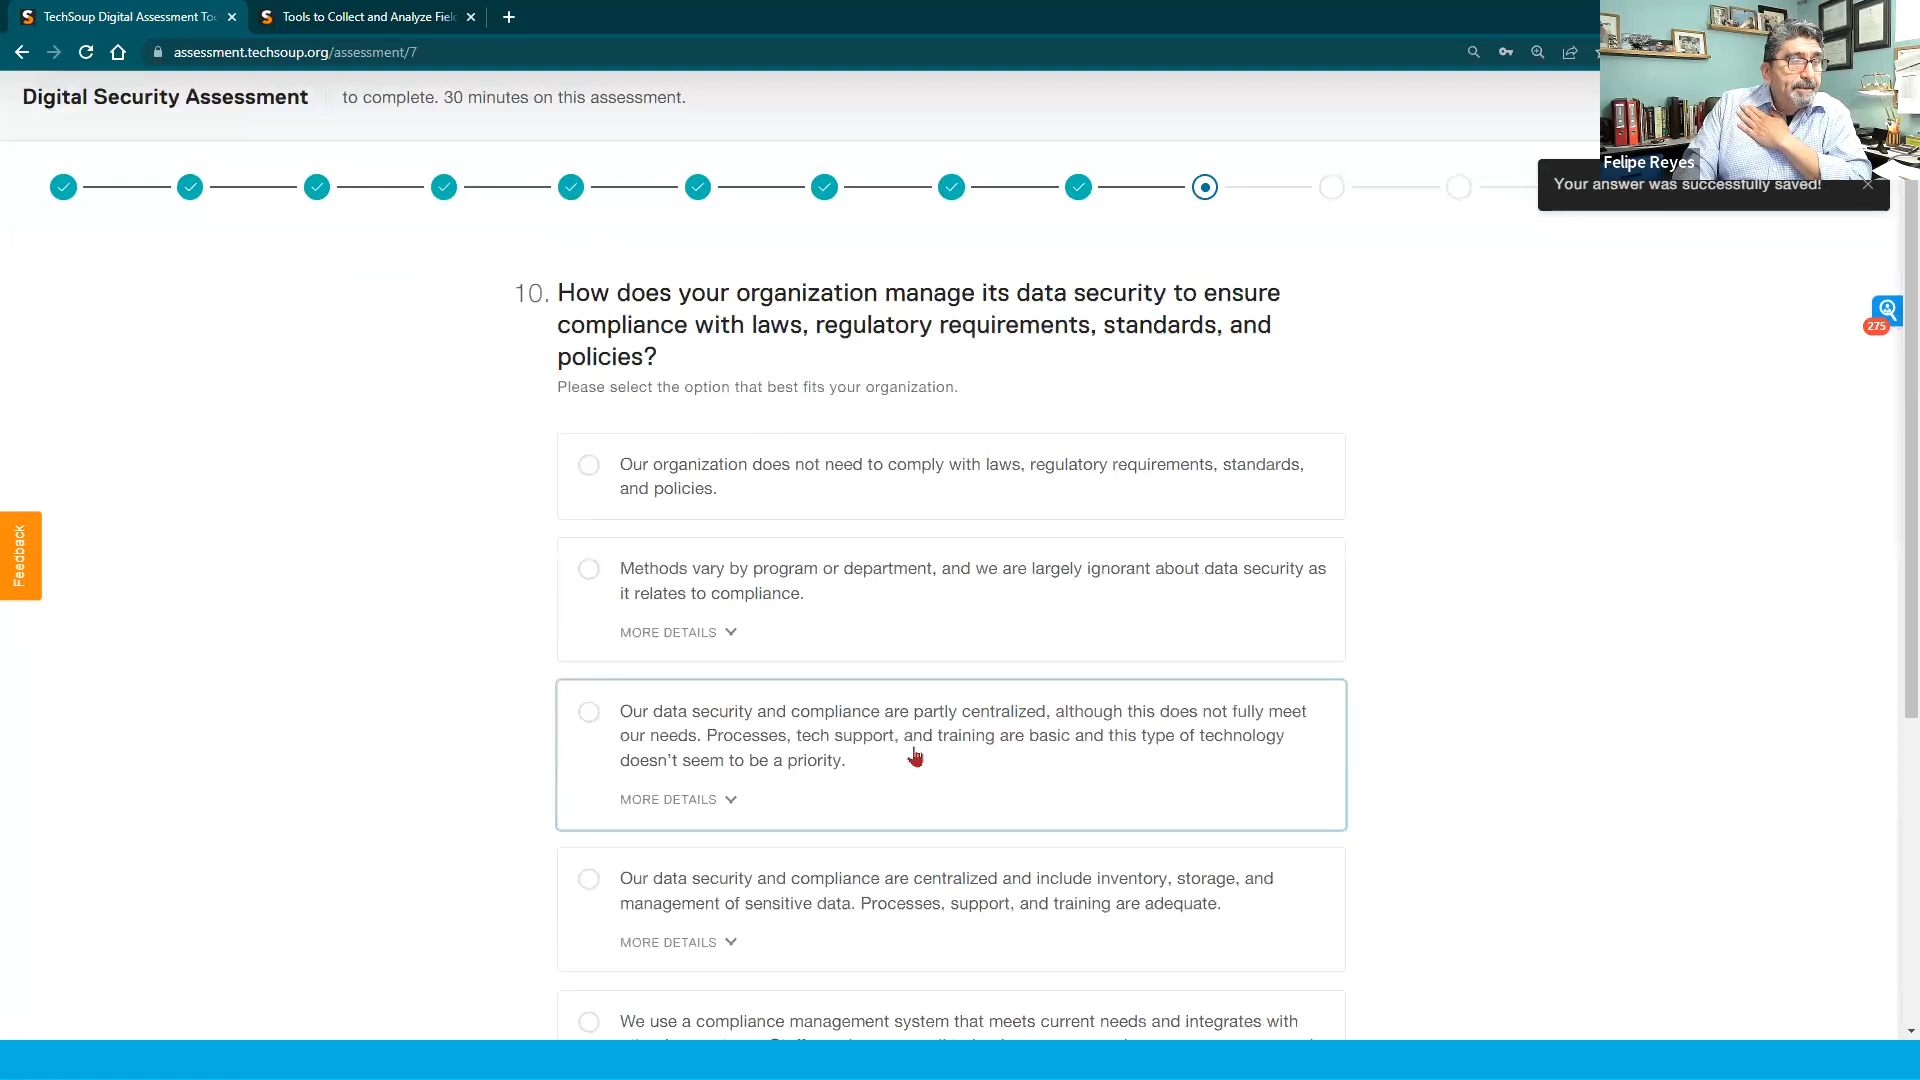 TechSoup Digital Assessment Too
Tools to Collect and Analyze Fiel
assessment.techsoup.org/assessment/7
Digital Security Assessment
to complete. 30 minutes on this assessment.
Felipe Reyes
Your answer was successfully saved!
10. How does your organization manage its data security to ensure
compliance with laws, regulatory requirements, standards, and
policies?
Please select the option that best fits your organization.
275
Our organization does not need to comply with laws, regulatory requirements, standards,
and policies.
Feedback
Methods vary by program or department, and we are largely ignorant about data security as
it relates to compliance.
MORE DETAILS
Our data security and compliance are partly centralized, although this does not fully meet
our needs. Processes, tech support, and training are basic and this type of technology
doesn't seem to be a priority.
MORE DETAILS
Our data security and compliance are centralized and include inventory, storage, and
management of sensitive data. Processes, support, and training are adequate.
MORE DETAILS
We use a compliance management system that meets current needs and integrates with